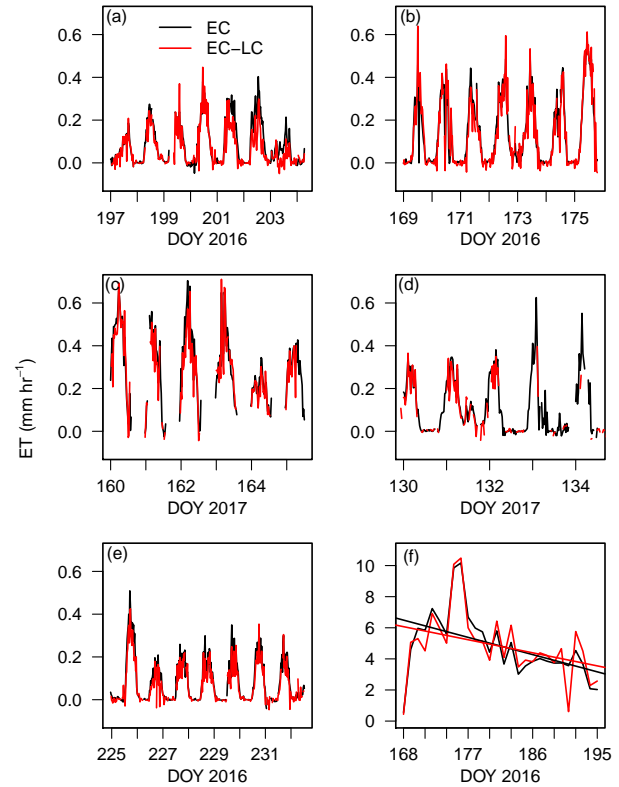 (a)
EC
EC−LC
0.6
0.4
0.2
0.0
197 199 201 203
DOY 2016
(b)
0.6
0.4
0.2
0.0
169 171 173 175
DOY 2016
(c)
0.6
0.4
0.2
0.0
160 162 164
DOY 2017
(d)
0.6
0.4
0.2
0.0
130 132 134
DOY 2017
ET (mm hr⁻¹)
(e)
0.6
0.4
0.2
0.0
225 227 229 231
DOY 2016
(f)
10
8
6
4
2
0
168 177 186 195
DOY 2016